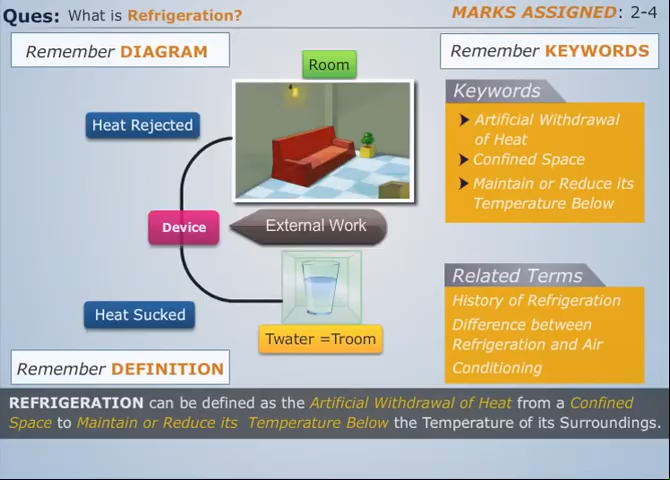 Ques: What is Refrigeration?
MARKS ASSIGNED: 2-4
Remember DIAGRAM
Room
Heat Rejected
Device
External Work
Heat Sucked
Twater =Troom
Remember KEYWORDS
Keywords
Artificial Withdrawal
of Heat
Confined Space
Maintain or Reduce its
Temperature Below
Related Terms
History of Refrigeration
Difference between
Refrigeration and Air
Conditioning
Remember DEFINITION
REFRIGERATION can be defined as the Artificial Withdrawal of Heat from a Confined
Space to Maintain or Reduce its Temperature Below the Temperature of its Surroundings.